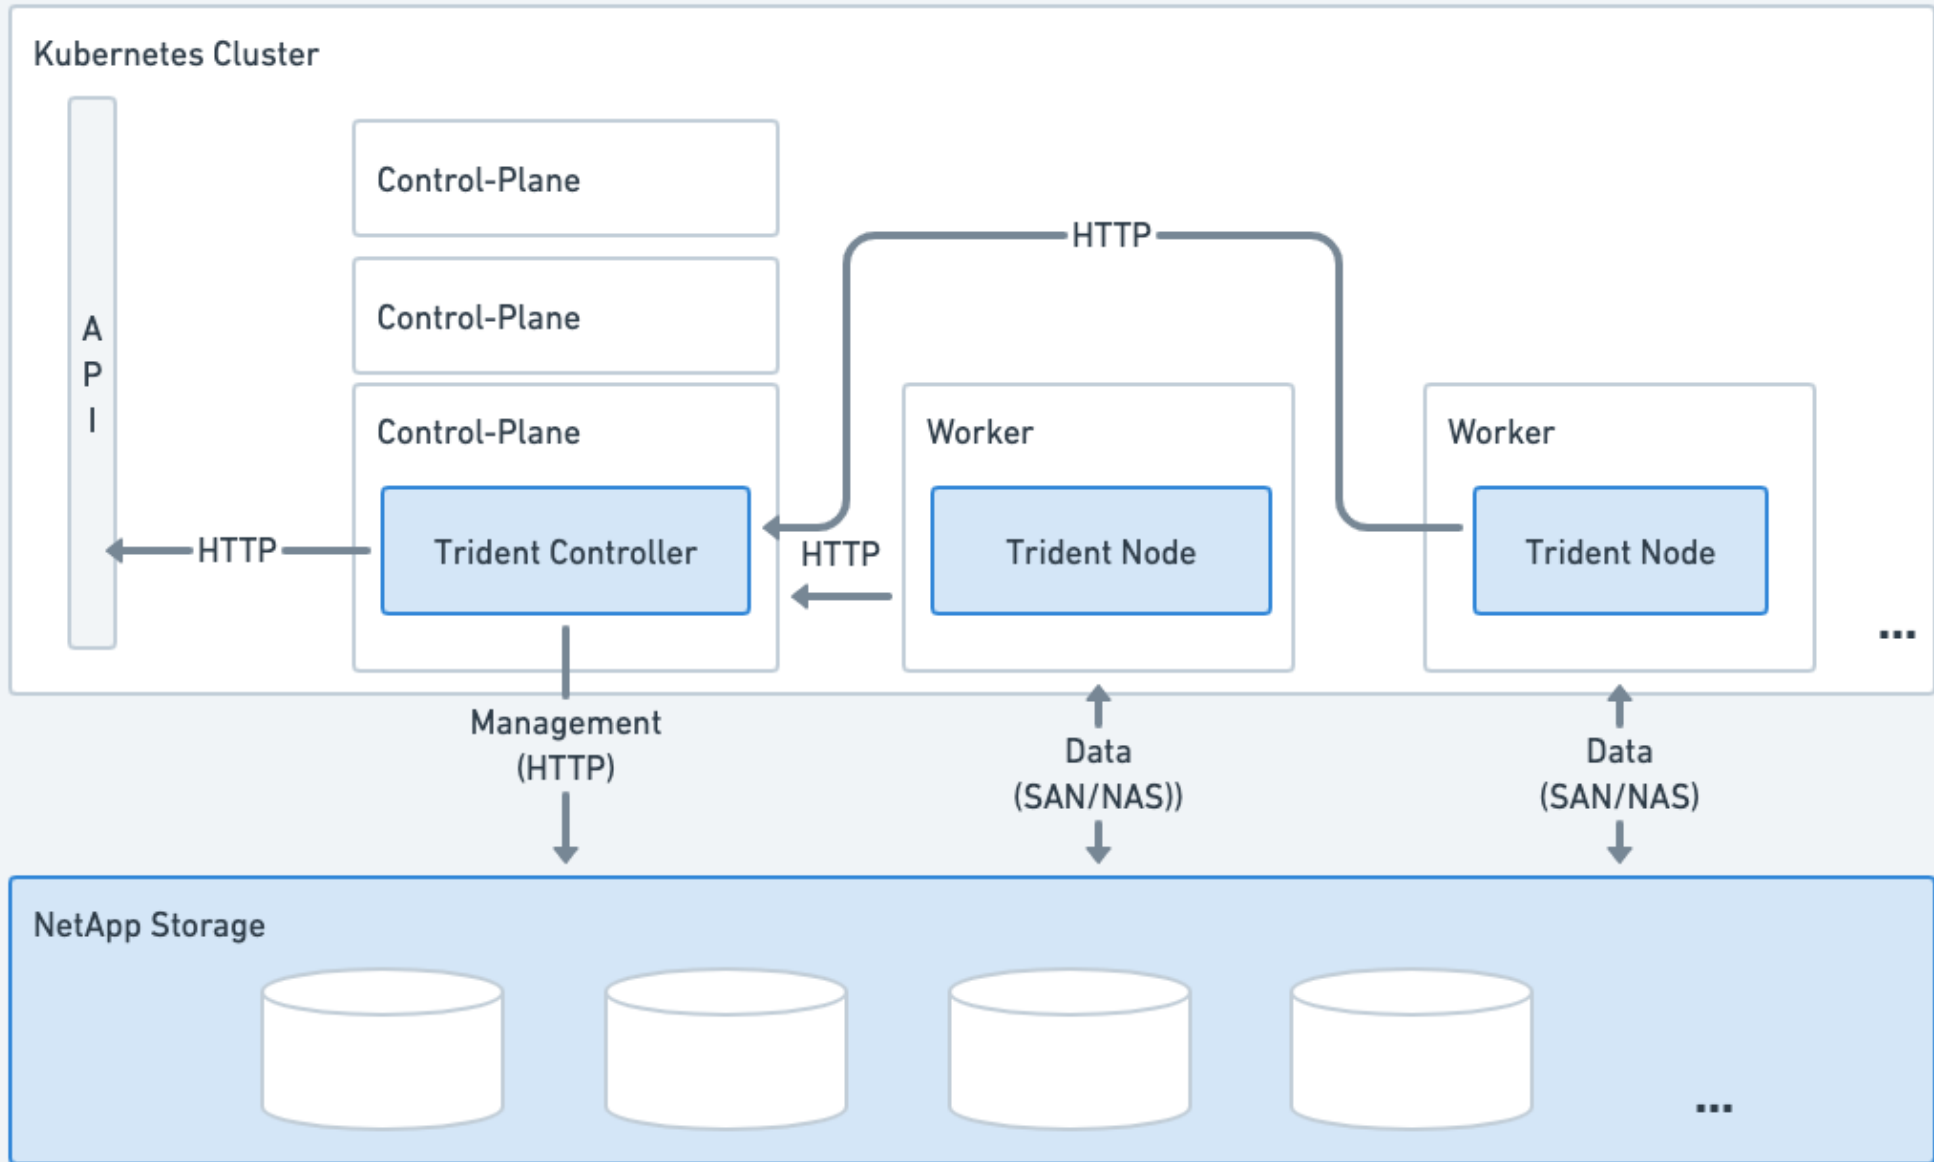 Kubernetes Cluster
A
P
I
Control-Plane
Control-Plane
Control-Plane
HTTP
Worker
Worker
HTTP
Trident Controller
HTTP
Trident Node
Trident Node
...
Management
(HTTP)
Data
(SAN/NAS))
Data
(SAN/NAS)
NetApp Storage
...